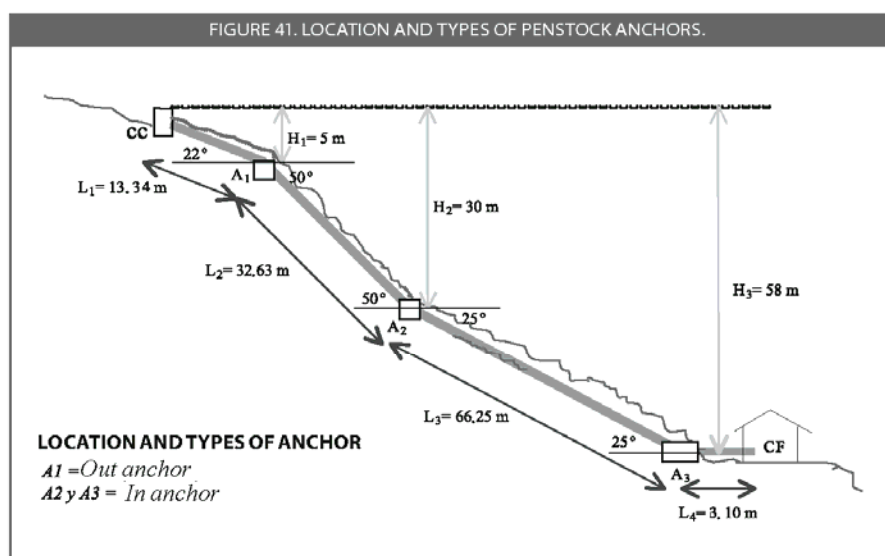 FIGURE 41. LOCATION AND TYPES OF PENSTOCK ANCHORS.
CC
H₁= 5 m
22°
A₁
50°
L₁= 13.34 m
H₂= 30 m
L₂= 32.63 m
H₃= 58 m
50°
25°
A₂
L₃= 66.25 m
LOCATION AND TYPES OF ANCHOR
A1 =Out anchor
A2 y A3 = In anchor
25°
CF
A₃
L₄= 3.10 m